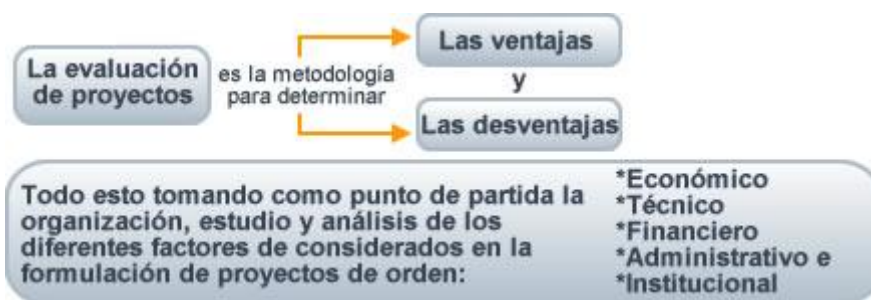 La evaluación
de proyectos
es la metodología
para determinar
Las ventajas
y
Las desventajas
Todo esto tomando como punto de partida la
organización, estudio y análisis de los
diferentes factores de considerados en la
formulación de proyectos de orden:
*Económico
*Técnico
*Financiero
*Administrativo e
*Institucional